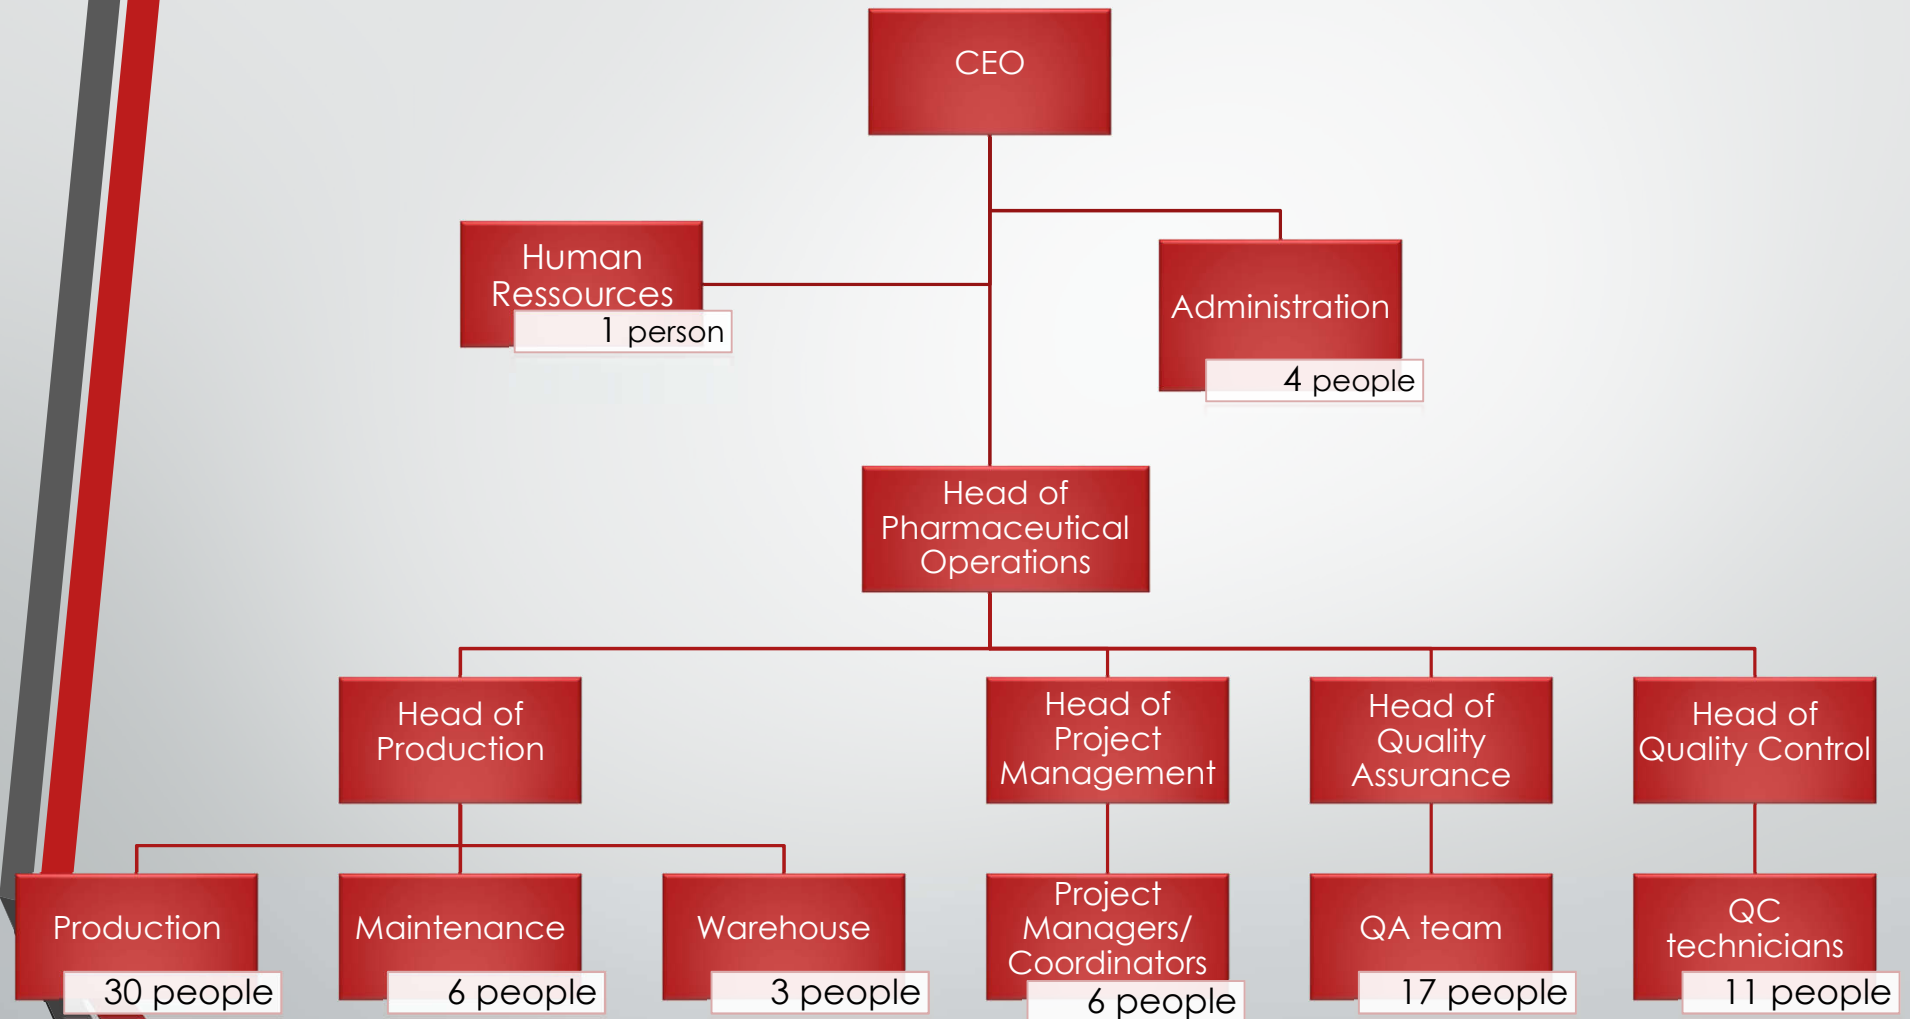 CEO
Human
Ressources
1 person
Administration
4 people
Head of
Pharmaceutical
Operations
Head of
Production
Head of
Project
Management
Head of
Quality
Assurance
Head of
Quality Control
Production
30 people
Maintenance
6 people
Warehouse
3 people
Project
Managers/
Coordinators
6 people
QA team
17 people
QC
technicians
11 people